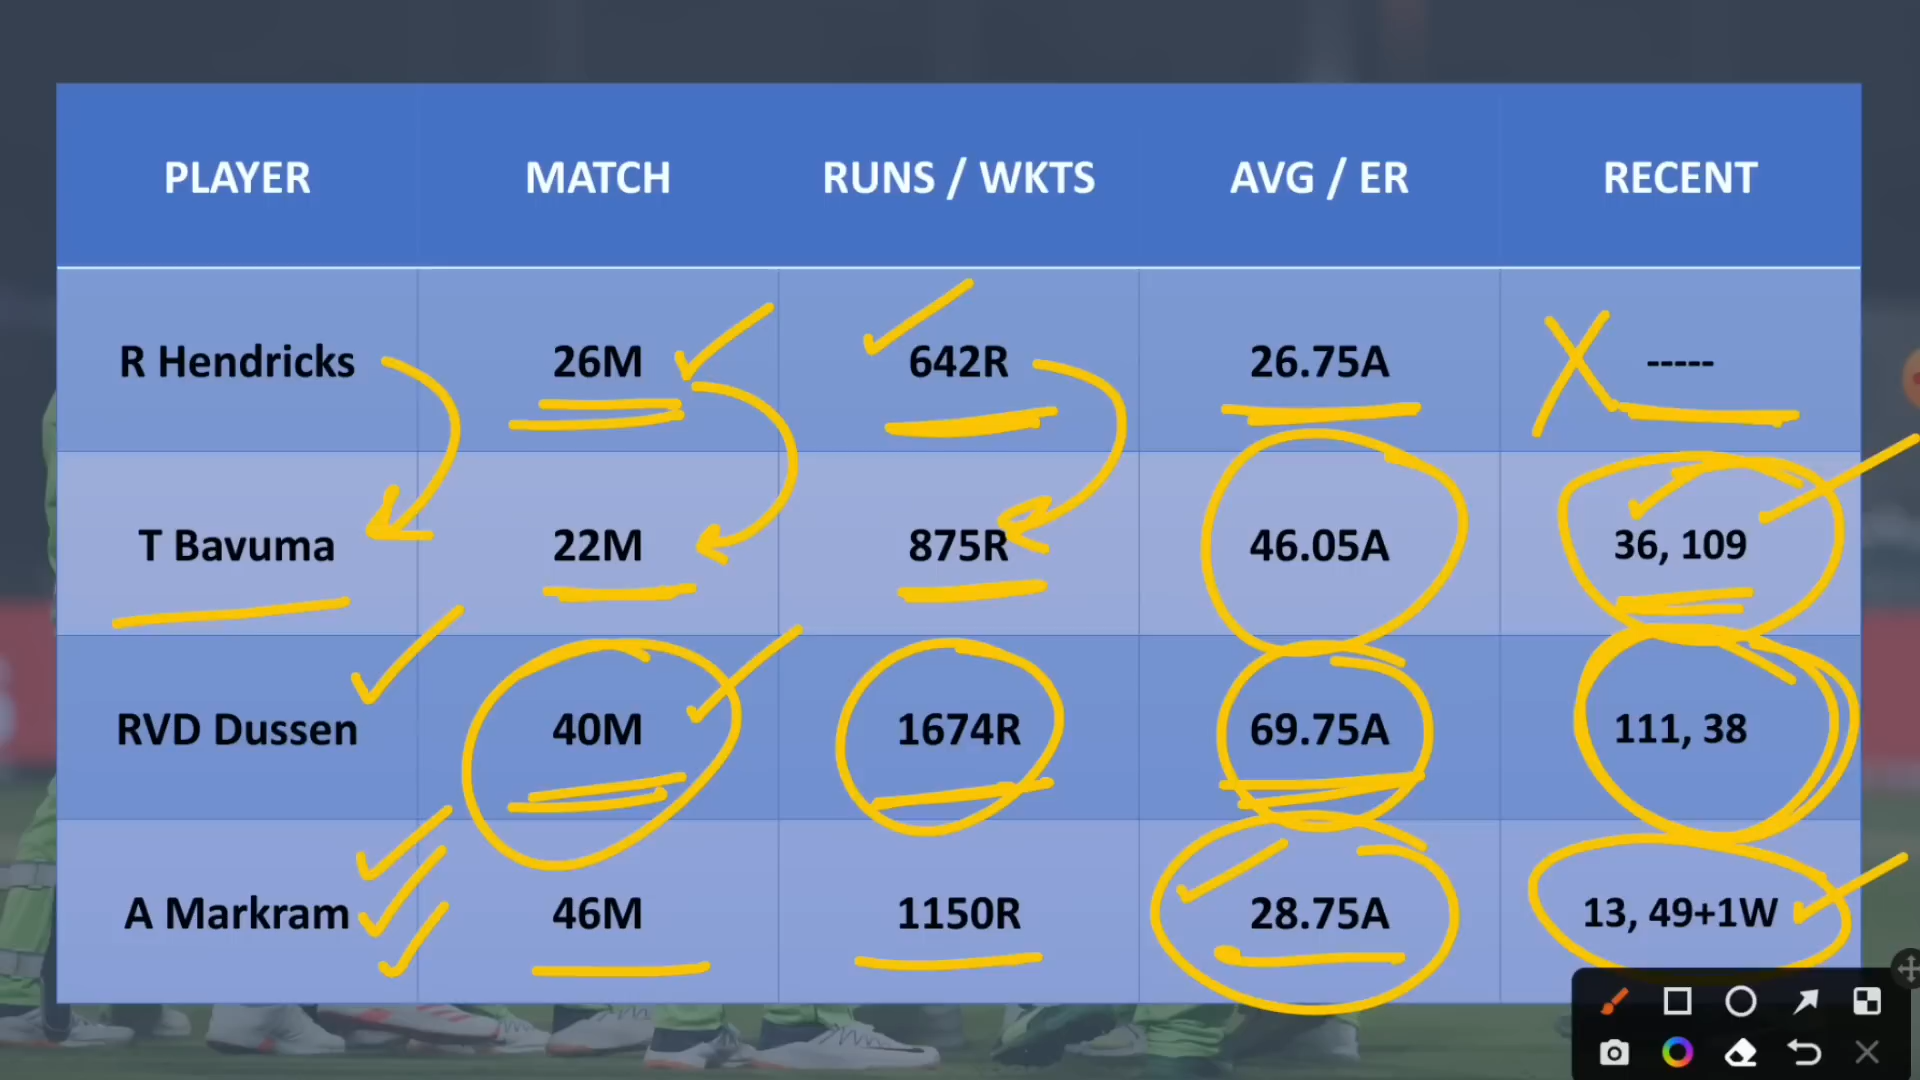 PLAYER MATCH RUNS / WKTS AVG / ER RECENT
R Hendricks 26M 642R 26.75A -----
T Bavuma 22M 875R 46.05A 36, 109
RVD Dussen 40M 1674R 69.75A 111, 38
A Markram 46M 1150R 28.75A 13, 49+1W